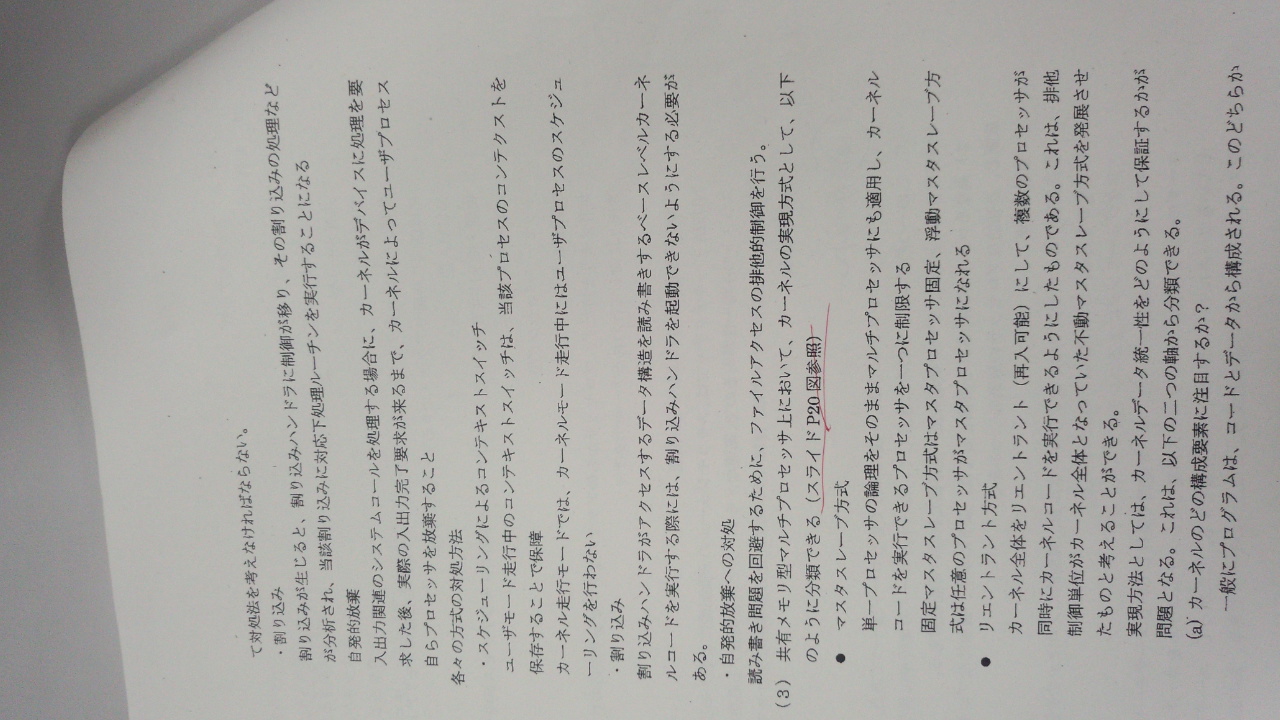 て対処法を考えなければならない。
・割り込み
割り込みが生じると、割り込みハンドラに制御が移り、その割り込みの処理など
が分析され、当該割り込みに対応下処理ルーチンを実行することになる
自発的放棄
入出力関連のシステムコールを処理する場合に、カーネルがデバイスに処理を要
求した後、実際の入出力完了要求が来るまで、カーネルによってユーザプロセス
自らプロセッサを放棄すること
各々の方式の対処方法
・スケジューリングによるコンテキストスイッチ
ユーザモード走行中のコンテキストスイッチは、当該プロセスのコンテクストを
保存することで保障
カーネル走行モードでは、カーネルモード走行中にはユーザプロセスのスケジュ
ーリングを行わない
・割り込み
割り込みハンドラがアクセスするデータ構造を読み書きするベースレベルカーネ
ルコードを実行する際には、割り込みハンドラを起動できないようにする必要が
ある。
・自発的放棄への対処
読み書き問題を回避するために、ファイルアクセスの排他的制御を行う。
（3） 共有メモリ型マルチプロセッサ上において、カーネルの実現方式として、以下
のように分類できる（スライド P20 図参照）
● マスタスレーブ方式
単一プロセッサの論理をそのままマルチプロセッサにも適用し、カーネル
コードを実行できるプロセッサを一つに制限する
固定マスタスレーブ方式はマスタプロセッサ固定、浮動マスタスレーブ方
式は任意のプロセッサがマスタプロセッサになれる
● リエントラント方式
カーネル全体をリエントラント（再入可能）にして、複数のプロセッサが
同時にカーネルコードを実行できるようにしたものである。これは、排他
制御単位がカーネル全体となっていた不動マスタスレーブ方式を発展させ
たものと考えることができる。
実現方法としては、カーネルデータ統一性をどのようにして保証するかが
問題となる。これは、以下の二つの軸から分類できる。
(a) カーネルのどの構成要素に注目するか？
一般にプログラムは、コードとデータから構成される。このどちらか